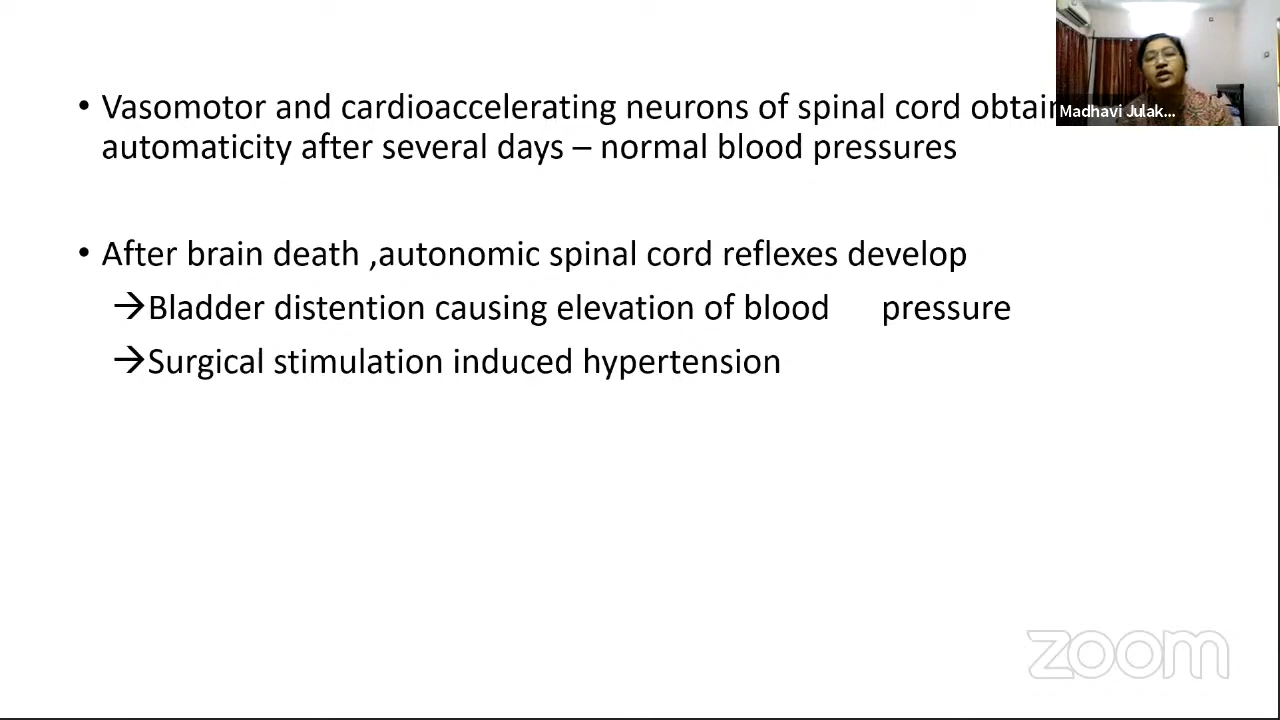 • Vasomotor and cardioaccelerating neurons of spinal cord obtain
automaticity after several days – normal blood pressures
• After brain death ,autonomic spinal cord reflexes develop
→Bladder distention causing elevation of blood pressure
→Surgical stimulation induced hypertension
Madhavi Julak...
zoom